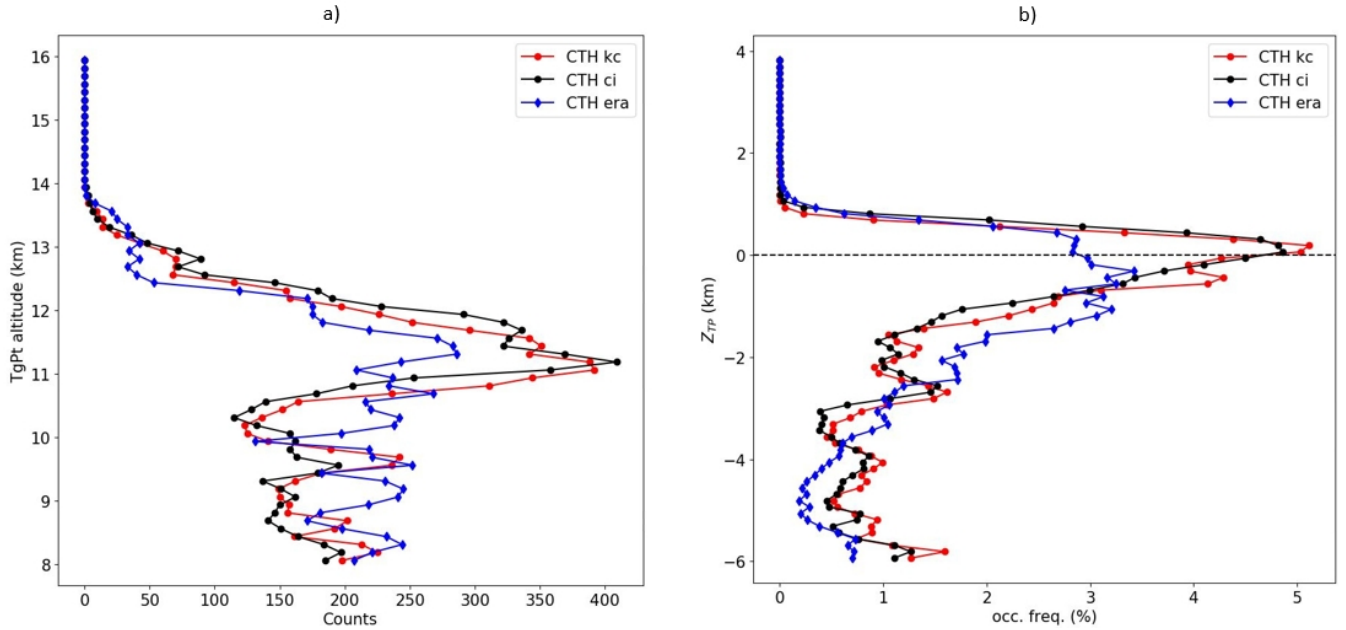 a)
16
15
14
13
12
11
10
9
8
TgPt altitude (km)
0 50 100 150 200 250 300 350 400
Counts
CTH kc
CTH ci
CTH era
b)
4
2
0
−2
−4
−6
Z_TP (km)
0 1 2 3 4 5
occ. freq. (%)
CTH kc
CTH ci
CTH era